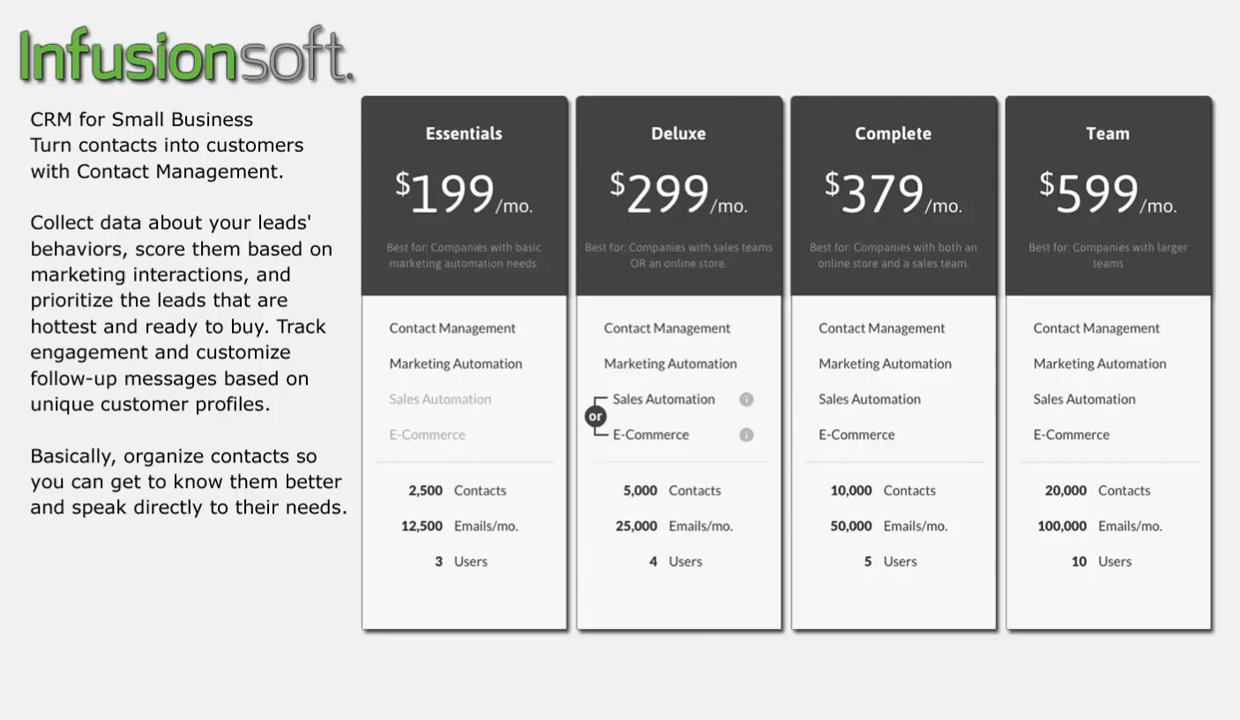 Infusionsoft.
CRM for Small Business
Turn contacts into customers
with Contact Management.
Collect data about your leads'
behaviors, score them based on
marketing interactions, and
prioritize the leads that are
hottest and ready to buy. Track
engagement and customize
follow-up messages based on
unique customer profiles.
Basically, organize contacts so
you can get to know them better
and speak directly to their needs.
Essentials
$199/mo.
Best for: Companies with basic
marketing automation needs.
Contact Management
Marketing Automation
Sales Automation
E-Commerce
2,500 Contacts
12,500 Emails/mo.
3 Users
Deluxe
$299/mo.
Best for: Companies with sales teams
OR an online store.
Contact Management
Marketing Automation
Sales Automation
or
E-Commerce
5,000 Contacts
25,000 Emails/mo.
4 Users
Complete
$379/mo.
Best for: Companies with both an
online store and a sales team.
Contact Management
Marketing Automation
Sales Automation
E-Commerce
10,000 Contacts
50,000 Emails/mo.
5 Users
Team
$599/mo.
Best for: Companies with larger
teams
Contact Management
Marketing Automation
Sales Automation
E-Commerce
20,000 Contacts
100,000 Emails/mo.
10 Users